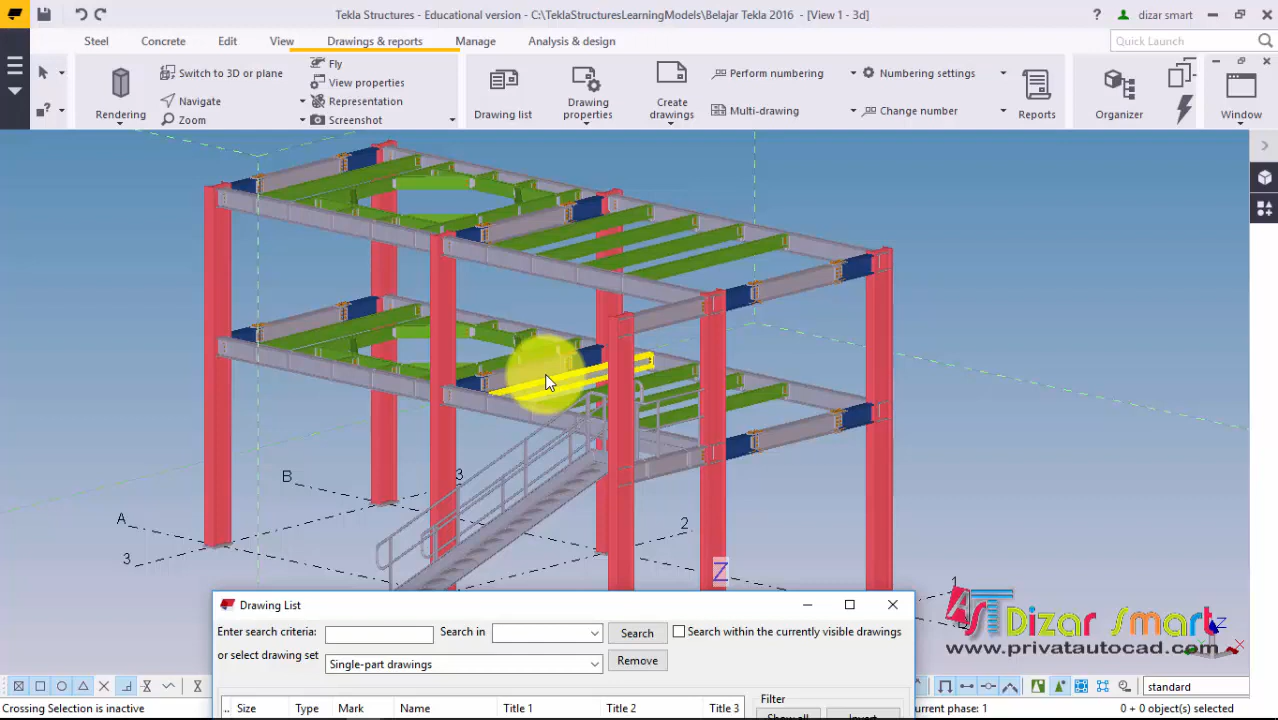 Tekla Structures - Educational version - C:\TeklaStructuresLearningModels\Belajar Tekla 2016 - [View 1 - 3d]
? dizar smart
Steel Concrete Edit View Drawings & reports Manage Analysis & design
Quick Launch
Rendering
Switch to 3D or plane
Navigate
Zoom
Fly
View properties
Representation
Screenshot
Drawing list
Drawing properties
Create drawings
Perform numbering
Multi-drawing
Numbering settings
Change number
Reports
Organizer
Window
B
3
A
3
2
1
Z
Z
X
Dizar Smart
www.privatautocad.com
Drawing List
Enter search criteria:
Search in
Search
Search within the currently visible drawings
or select drawing set
Single-part drawings
Remove
.. Size Type Mark Name Title 1 Title 2 Title 3
Filter
Show all
Invert
standard
Crossing Selection is inactive
urrent phase: 1
0 + 0 object(s) selected